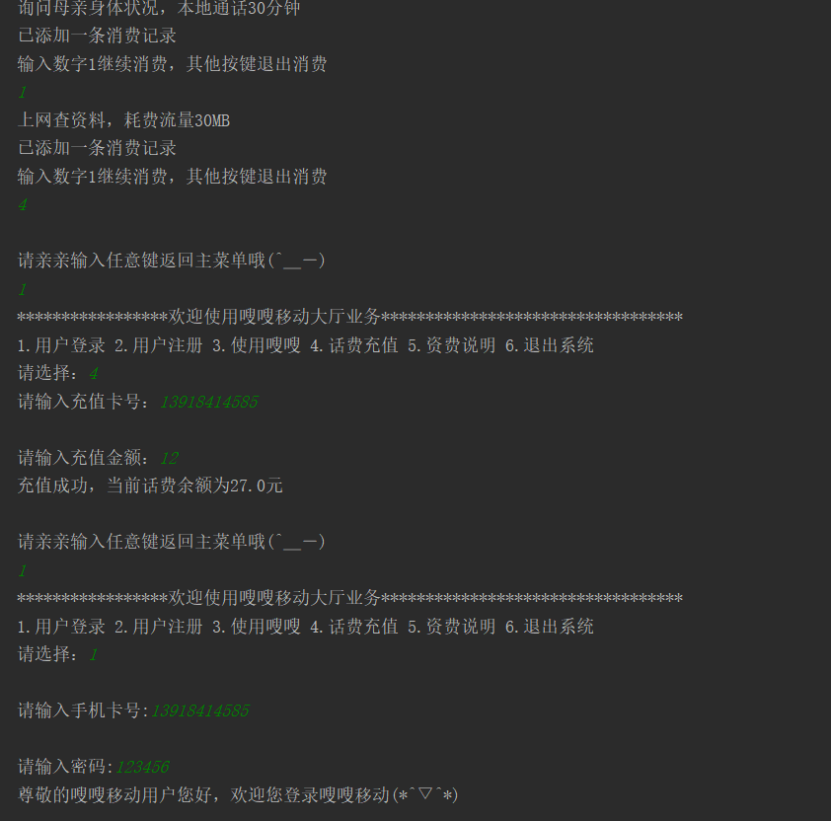 询问母亲身体状况，本地通话30分钟
已添加一条消费记录
输入数字1继续消费，其他按键退出消费
1
上网查资料，耗费流量30MB
已添加一条消费记录
输入数字1继续消费，其他按键退出消费
4
请亲亲输入任意键返回主菜单哦(^__−)
1
*****************欢迎使用嗖嗖移动大厅业务**********************************
1.用户登录 2.用户注册 3.使用嗖嗖 4.话费充值 5.资费说明 6.退出系统
请选择：4
请输入充值卡号：13918414585
请输入充值金额：12
充值成功，当前话费余额为27.0元
请亲亲输入任意键返回主菜单哦(^__−)
1
*****************欢迎使用嗖嗖移动大厅业务**********************************
1.用户登录 2.用户注册 3.使用嗖嗖 4.话费充值 5.资费说明 6.退出系统
请选择：1
请输入手机卡号:13918414585
请输入密码:123456
尊敬的嗖嗖移动用户您好，欢迎您登录嗖嗖移动(*^▽^*)